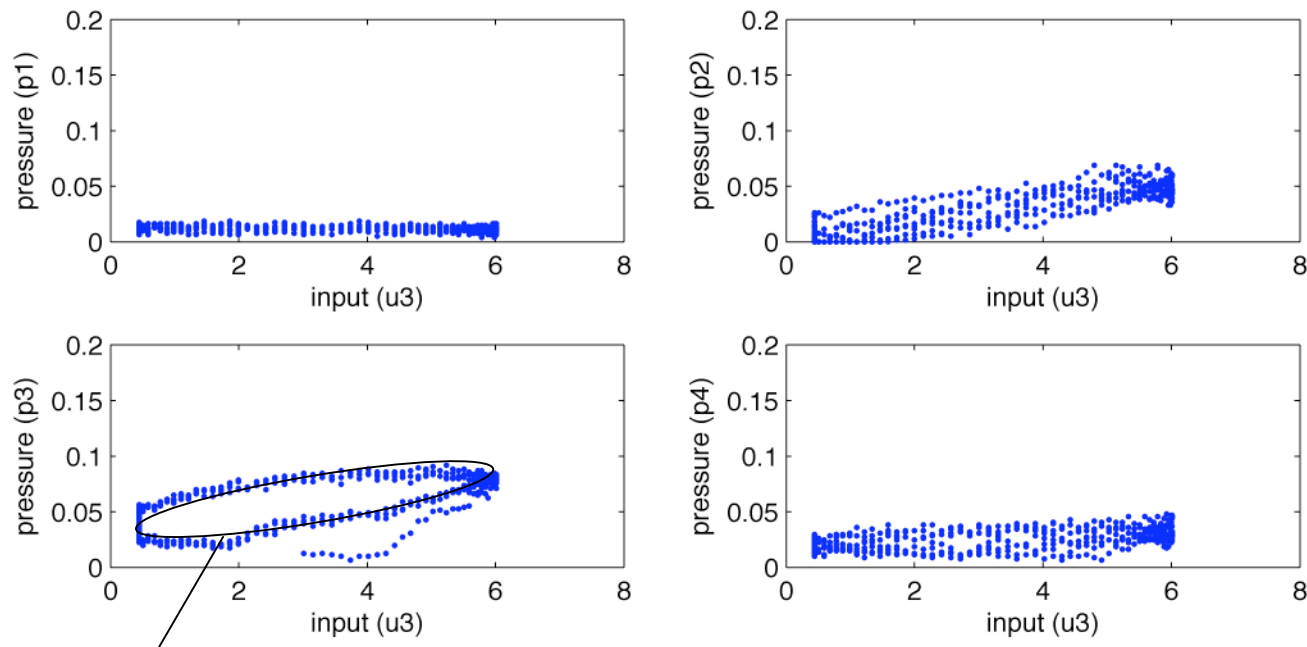 0.2
0.15
0.1
0.05
0
pressure (p1)
0 2 4 6 8
input (u3)
0.2
0.15
0.1
0.05
0
pressure (p2)
0 2 4 6 8
input (u3)
0.2
0.15
0.1
0.05
0
pressure (p3)
0 2 4 6 8
input (u3)
0.2
0.15
0.1
0.05
0
pressure (p4)
0 2 4 6 8
input (u3)